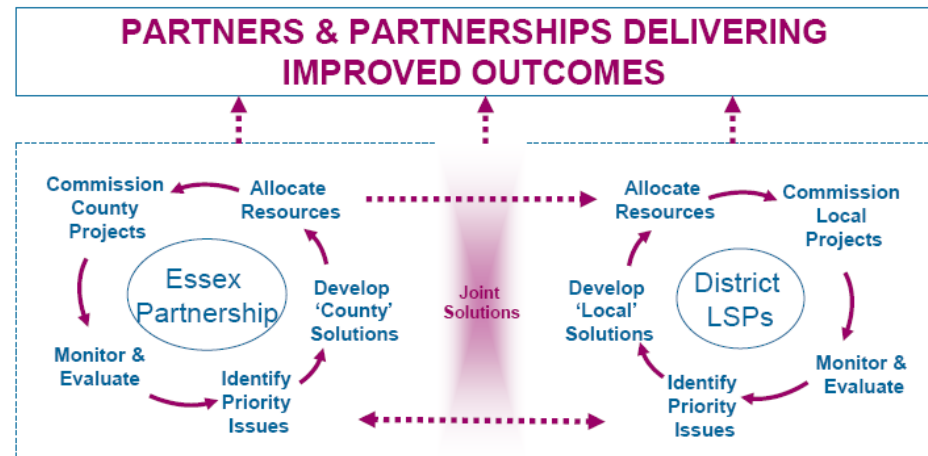 PARTNERS & PARTNERSHIPS DELIVERING
IMPROVED OUTCOMES
Commission
County
Projects
Allocate
Resources
Essex
Partnership
Develop
‘County’
Solutions
Monitor &
Evaluate
Identify
Priority
Issues
Joint
Solutions
Allocate
Resources
Commission
Local
Projects
Develop
‘Local’
Solutions
District
LSPs
Identify
Priority
Issues
Monitor &
Evaluate